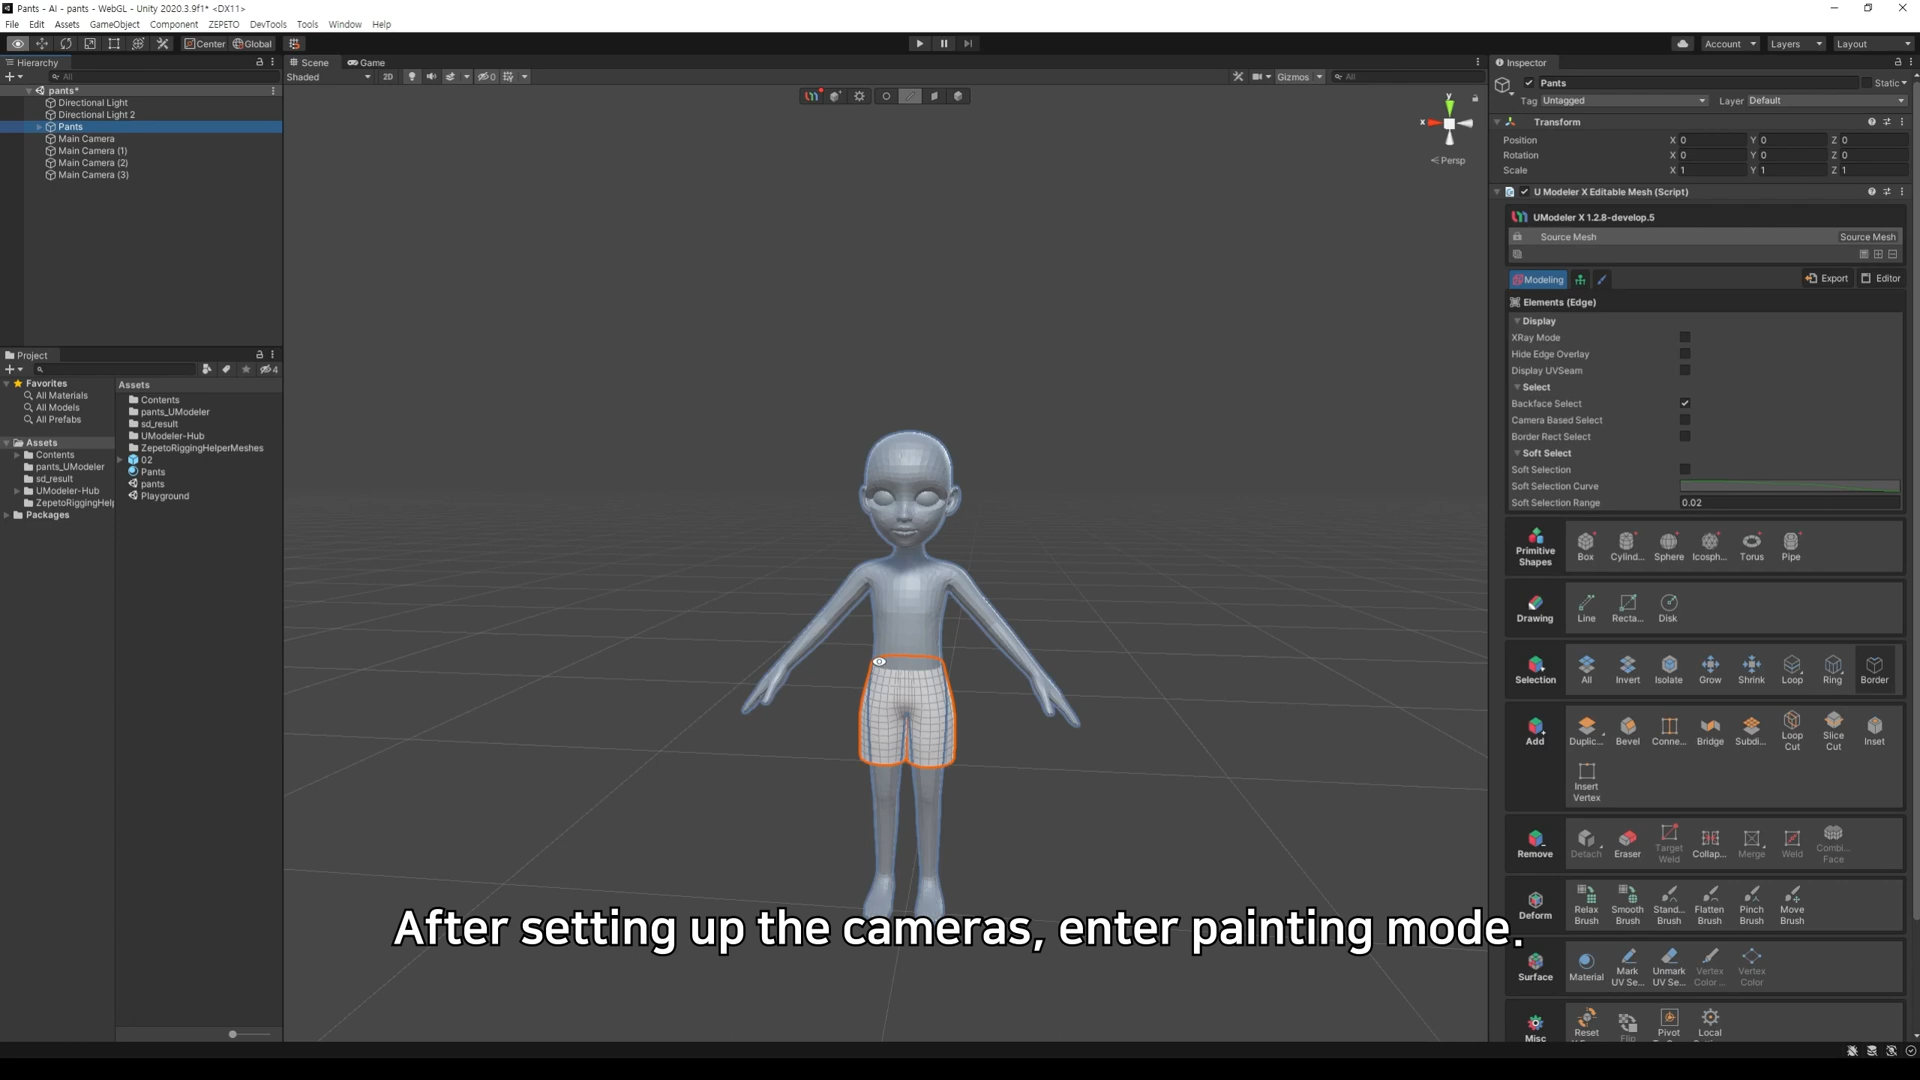 Pants - AI - pants - WebGL - Unity 2020.3.9f1* <DX11>
File Edit Assets GameObject Component ZEPETO DevTools Tools Window Help
Center Global
Account Layers Layout
Hierarchy
All
pants*
Directional Light
Directional Light 2
Pants
Main Camera
Main Camera (1)
Main Camera (2)
Main Camera (3)
Project
4
Favorites
All Materials
All Models
All Prefabs
Assets
Contents
pants_UModeler
sd_result
UModeler-Hub
ZepetoRiggingHelp
Packages
Assets
Contents
pants_UModeler
sd_result
UModeler-Hub
ZepetoRiggingHelperMeshes
02
Pants
pants
Playground
Scene Game
Shaded 2D 0 Gizmos All
y
x
Persp
After setting up the cameras, enter painting mode.
Inspector
Pants Static
Tag Untagged Layer Default
Transform
Position X 0 Y 0 Z 0
Rotation X 0 Y 0 Z 0
Scale X 1 Y 1 Z 1
U Modeler X Editable Mesh (Script)
UModeler X 1.2.8-develop.5
Source Mesh Source Mesh
Modeling Export Editor
Elements (Edge)
Display
XRay Mode
Hide Edge Overlay
Display UVSeam
Select
Backface Select
Camera Based Select
Border Rect Select
Soft Select
Soft Selection
Soft Selection Curve
Soft Selection Range 0.02
Primitive Shapes Box Cylind... Sphere Icosph... Torus Pipe
Drawing Line Recta... Disk
Selection All Invert Isolate Grow Shrink Loop Ring Border
Add Duplic... Bevel Conne... Bridge Subdi... Loop Cut Slice Cut Inset
Insert Vertex
Remove Detach Eraser Target Weld Collap... Merge Weld Combi... Face
Deform Relax Brush Smooth Brush Stand... Brush Flatten Brush Pinch Brush Move Brush
Surface Material Mark UV Se... Unmark UV Se... Vertex Color ... Vertex Color
Misc Reset Flip Pivot Local